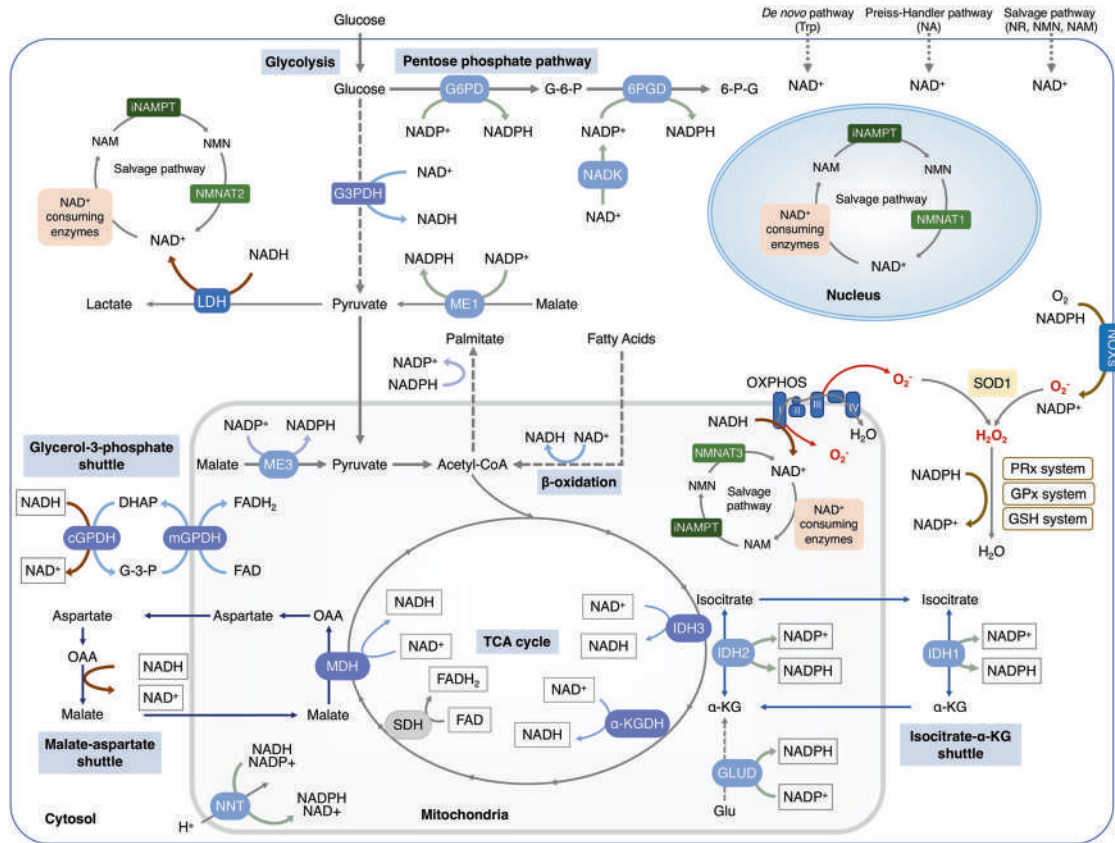 Glucose
De novo pathway
(Trp)
Preiss-Handler pathway
(NA)
Salvage pathway
(NR, NMN, NAM)
Glycolysis
Pentose phosphate pathway
Glucose
G6PD
G-6-P
6PGD
6-P-G
NAD⁺
NAD⁺
NAD⁺
NADP⁺
NADPH
NADP⁺
NADPH
iNAMPT
NAM
NMN
Salvage pathway
NMNAT2
NAD⁺
consuming
enzymes
NAD⁺
G3PDH
NAD⁺
NADH
NADK
NAD⁺
iNAMPT
NAM
NMN
Salvage pathway
NAD⁺
consuming
enzymes
NMNAT1
NAD⁺
Nucleus
NADH
NADPH
NADP⁺
Lactate
LDH
Pyruvate
ME1
Malate
O₂
NADPH
NOXs
O₂⁻
NADP⁺
Palmitate
Fatty Acids
NADP⁺
NADPH
OXPHOS
I
II
III
IV
O₂⁻
SOD1
NADH
H₂O
O₂⁻
H₂O₂
Glycerol-3-phosphate
shuttle
NADP⁺
NADPH
Malate
ME3
Pyruvate
Acetyl-CoA
NADH
NAD⁺
β-oxidation
NMNAT3
NAD⁺
NMN
Salvage
pathway
iNAMPT
NAM
NAD⁺
consuming
enzymes
NADPH
NADP⁺
H₂O
PRx system
GPx system
GSH system
NADH
DHAP
FADH₂
cGPDH
mGPDH
NAD⁺
G-3-P
FAD
Aspartate
Aspartate
OAA
OAA
NADH
NAD⁺
Malate
Malate
MDH
NADH
NAD⁺
TCA cycle
FADH₂
SDH
FAD
NAD⁺
IDH3
NADH
NAD⁺
α-KGDH
NADH
Isocitrate
Isocitrate
IDH2
NADP⁺
NADPH
IDH1
NADP⁺
NADPH
α-KG
α-KG
Malate-aspartate
shuttle
Isocitrate-α-KG
shuttle
NADH
NADP+
NNT
NADPH
NAD+
H⁺
GLUD
NADPH
NADP⁺
Glu
Cytosol
Mitochondria